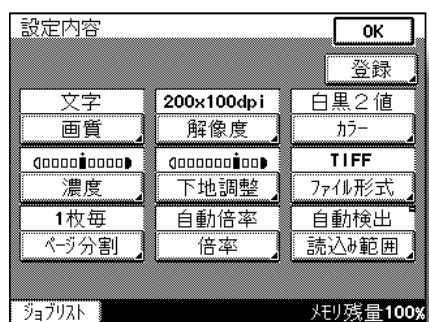 設定内容 OK
登録
文字 200x100dpi 白黒2値
画質 解像度 カラー
TIFF
濃度 下地調整 ファイル形式
1枚毎 自動倍率 自動検出
ページ分割 倍率 読込み範囲
ジョブリスト メモリ残量100%